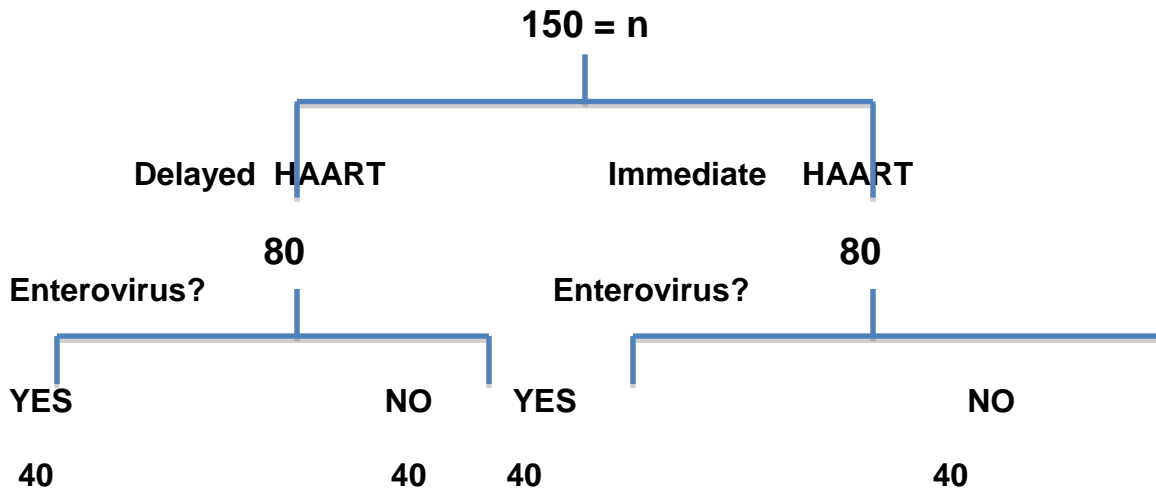 150 = n
Delayed HAART Immediate HAART
80 80
Enterovirus? Enterovirus?
YES NO YES NO
40 40 40 40